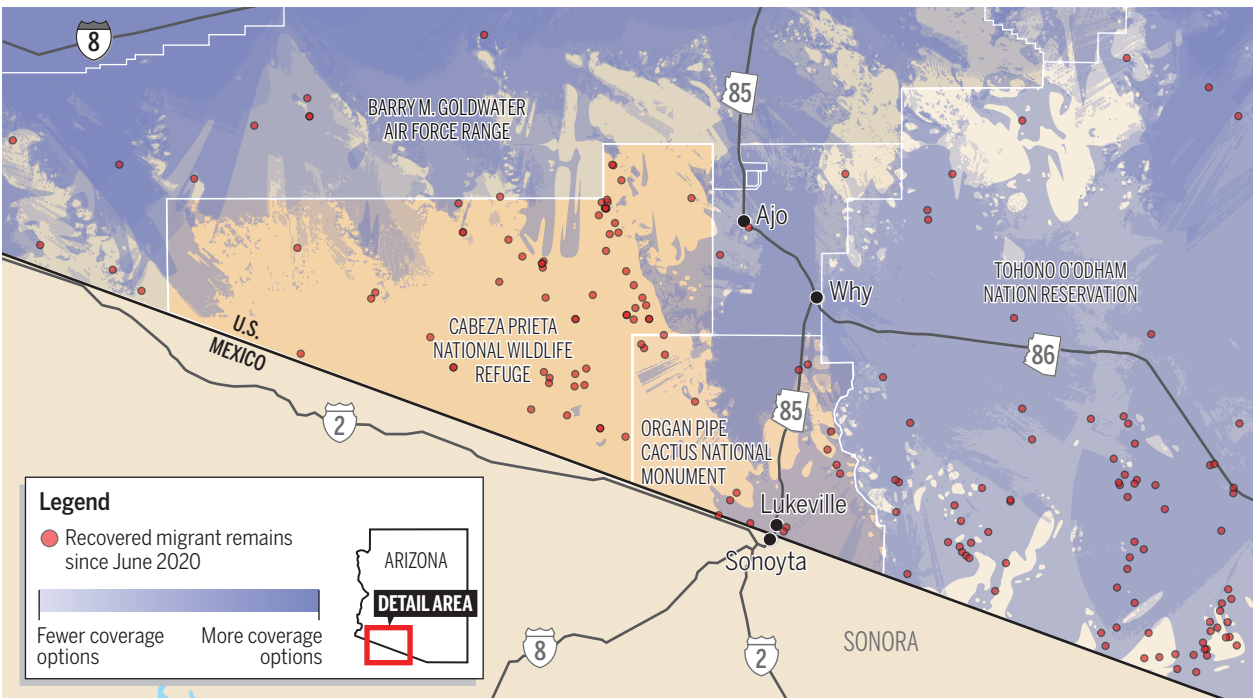 8
BARRY M. GOLDWATER
AIR FORCE RANGE
85
Ajo
Why
TOHONO O'ODHAM
NATION RESERVATION
86
U.S.
MEXICO
CABEZA PRIETA
NATIONAL WILDLIFE
REFUGE
2
85
ORGAN PIPE
CACTUS NATIONAL
MONUMENT
Lukeville
Sonoyta
SONORA
8
2
Legend
Recovered migrant remains
since June 2020
Fewer coverage
options
More coverage
options
ARIZONA
DETAIL AREA